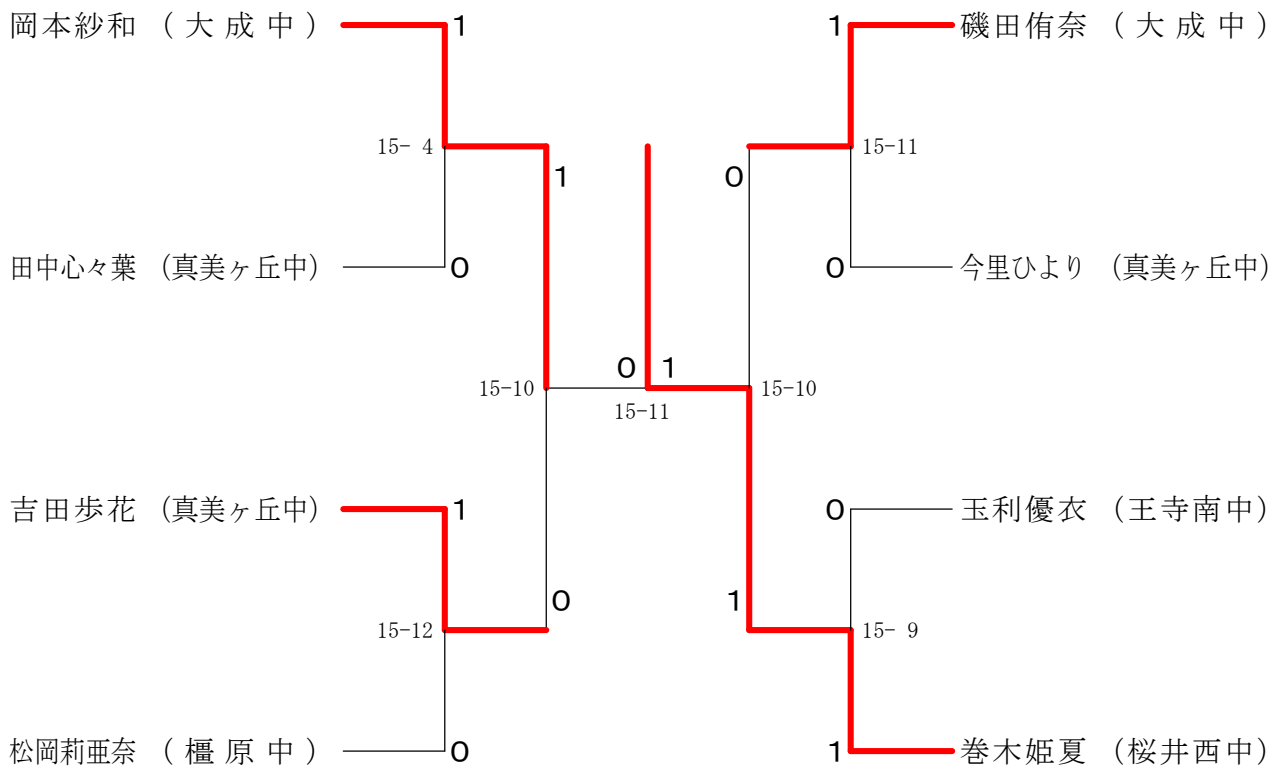 岡本紗和 （ 大 成 中 ） 1 1 磯田侑奈 （ 大 成 中 ）
15- 4 15-11
1 0
田中心々葉 （真美ヶ丘中） 0 0 今里ひより （真美ヶ丘中）
0 1
15-10 15-10
15-11
吉田歩花 （真美ヶ丘中） 1 0 玉利優衣 （王寺南中）
0 1
15-12 15- 9
松岡莉亜奈 （ 橿 原 中 ） 0 1 巻木姫夏 （桜井西中）